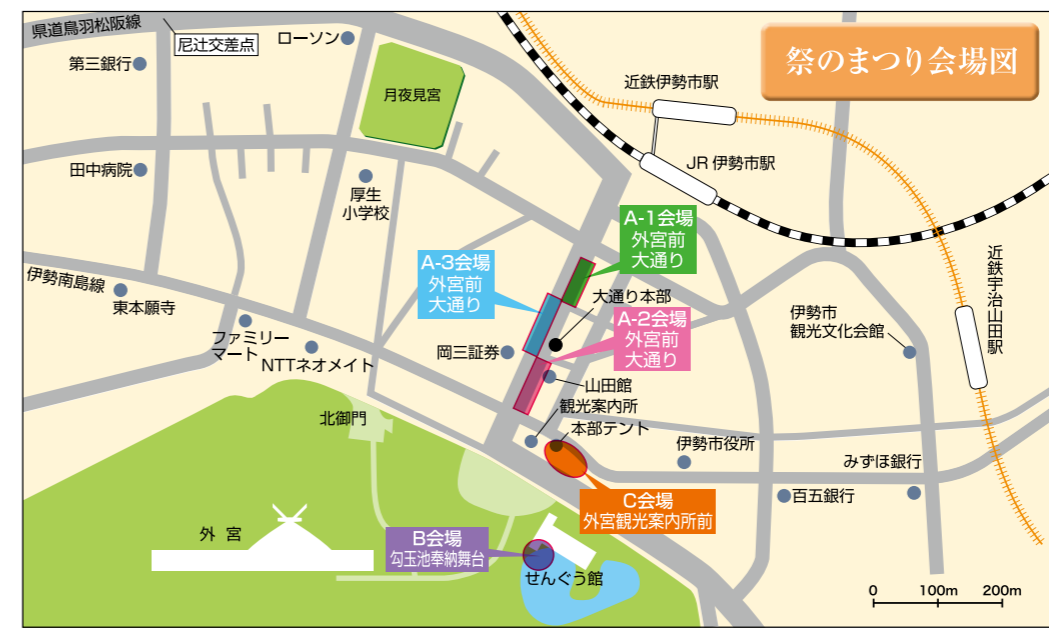 県道鳥羽松阪線
尼辻交差点
ローソン
第三銀行
祭のまつり会場図
近鉄伊勢市駅
月夜見宮
JR 伊勢市駅
田中病院
厚生
小学校
A-1会場
外宮前
大通り
A-3会場
外宮前
大通り
大通り本部
近鉄宇治山田駅
伊勢南島線
東本願寺
A-2会場
外宮前
大通り
伊勢市
観光文化会館
ファミリー
マート
NTTネオメイト
岡三証券
山田館
観光案内所
北御門
本部テント
伊勢市役所
みずほ銀行
百五銀行
C会場
外宮観光案内所前
外 宮
B会場
勾玉池奉納舞台
せんぐう館
0 100m 200m